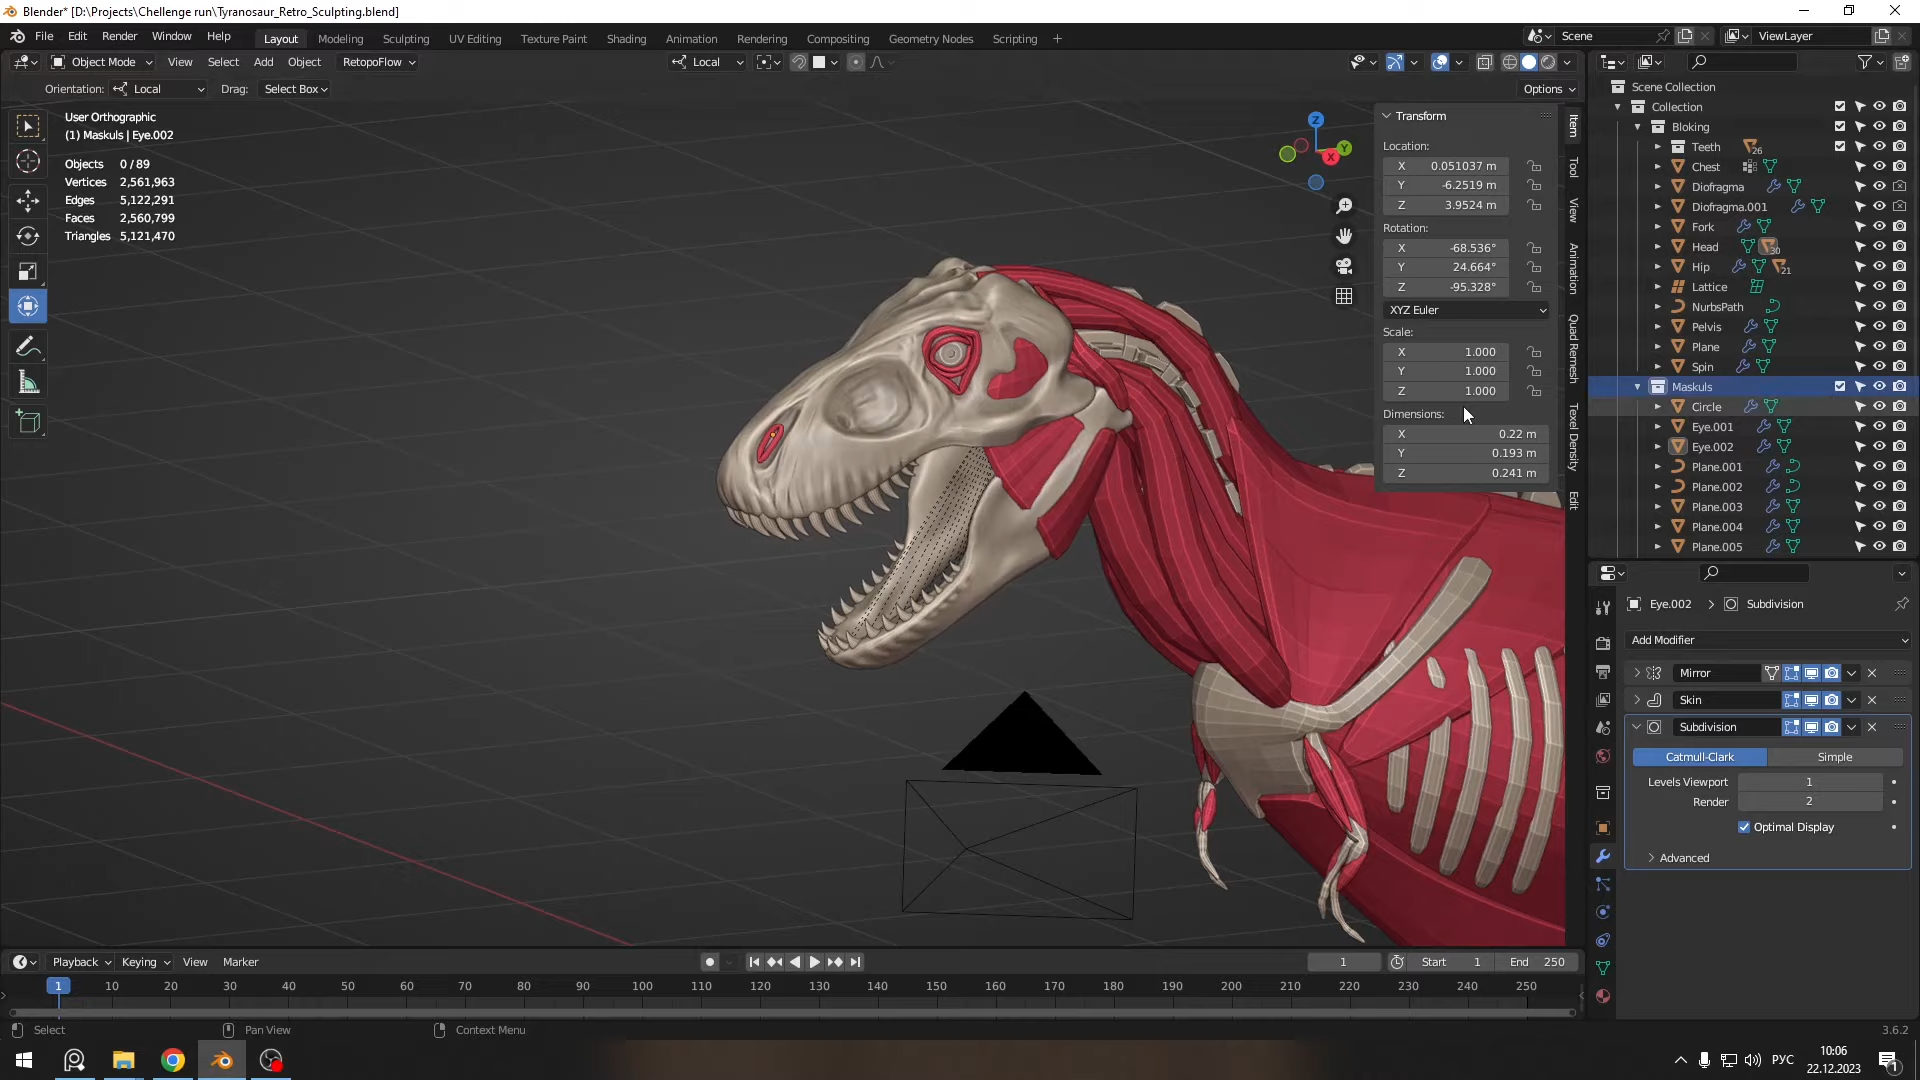 Blender* [D:\Projects\Chellenge run\Tyranosaur_Retro_Sculpting.blend]
File Edit Render Window Help Layout Modeling Sculpting UV Editing Texture Paint Shading Animation Rendering Compositing Geometry Nodes Scripting + Scene ViewLayer
Object Mode View Select Add Object RetopoFlow Local
Orientation: Local Drag: Select Box Options
User Orthographic
(1) Maskuls | Eye.002
Objects 0 / 89
Vertices 2,561,963
Edges 5,122,291
Faces 2,560,799
Triangles 5,121,470
Z
Y
X
Transform
Location:
X 0.051037 m
Y -6.2519 m
Z 3.9524 m
Rotation:
X -68.536°
Y 24.664°
Z -95.328°
XYZ Euler
Scale:
X 1.000
Y 1.000
Z 1.000
Dimensions:
X 0.22 m
Y 0.193 m
Z 0.241 m
Item
Tool
View
Animation
Quad Remesh
Texel Density
Edit
Scene Collection
Collection
Bloking
Teeth 26
Chest
Diofragma
Diofragma.001
Fork
Head 30
Hip 21
Lattice
NurbsPath
Pelvis
Plane
Spin
Maskuls
Circle
Eye.001
Eye.002
Plane.001
Plane.002
Plane.003
Plane.004
Plane.005
Eye.002 > Subdivision
Add Modifier
Mirror
Skin
Subdivision
Catmull-Clark Simple
Levels Viewport 1
Render 2
Optimal Display
Advanced
Playback Keying View Marker 1 Start 1 End 250
1 10 20 30 40 50 60 70 80 90 100 110 120 130 140 150 160 170 180 190 200 210 220 230 240 250
Select Pan View Context Menu 3.6.2
РУС
10:06
22.12.2023
1